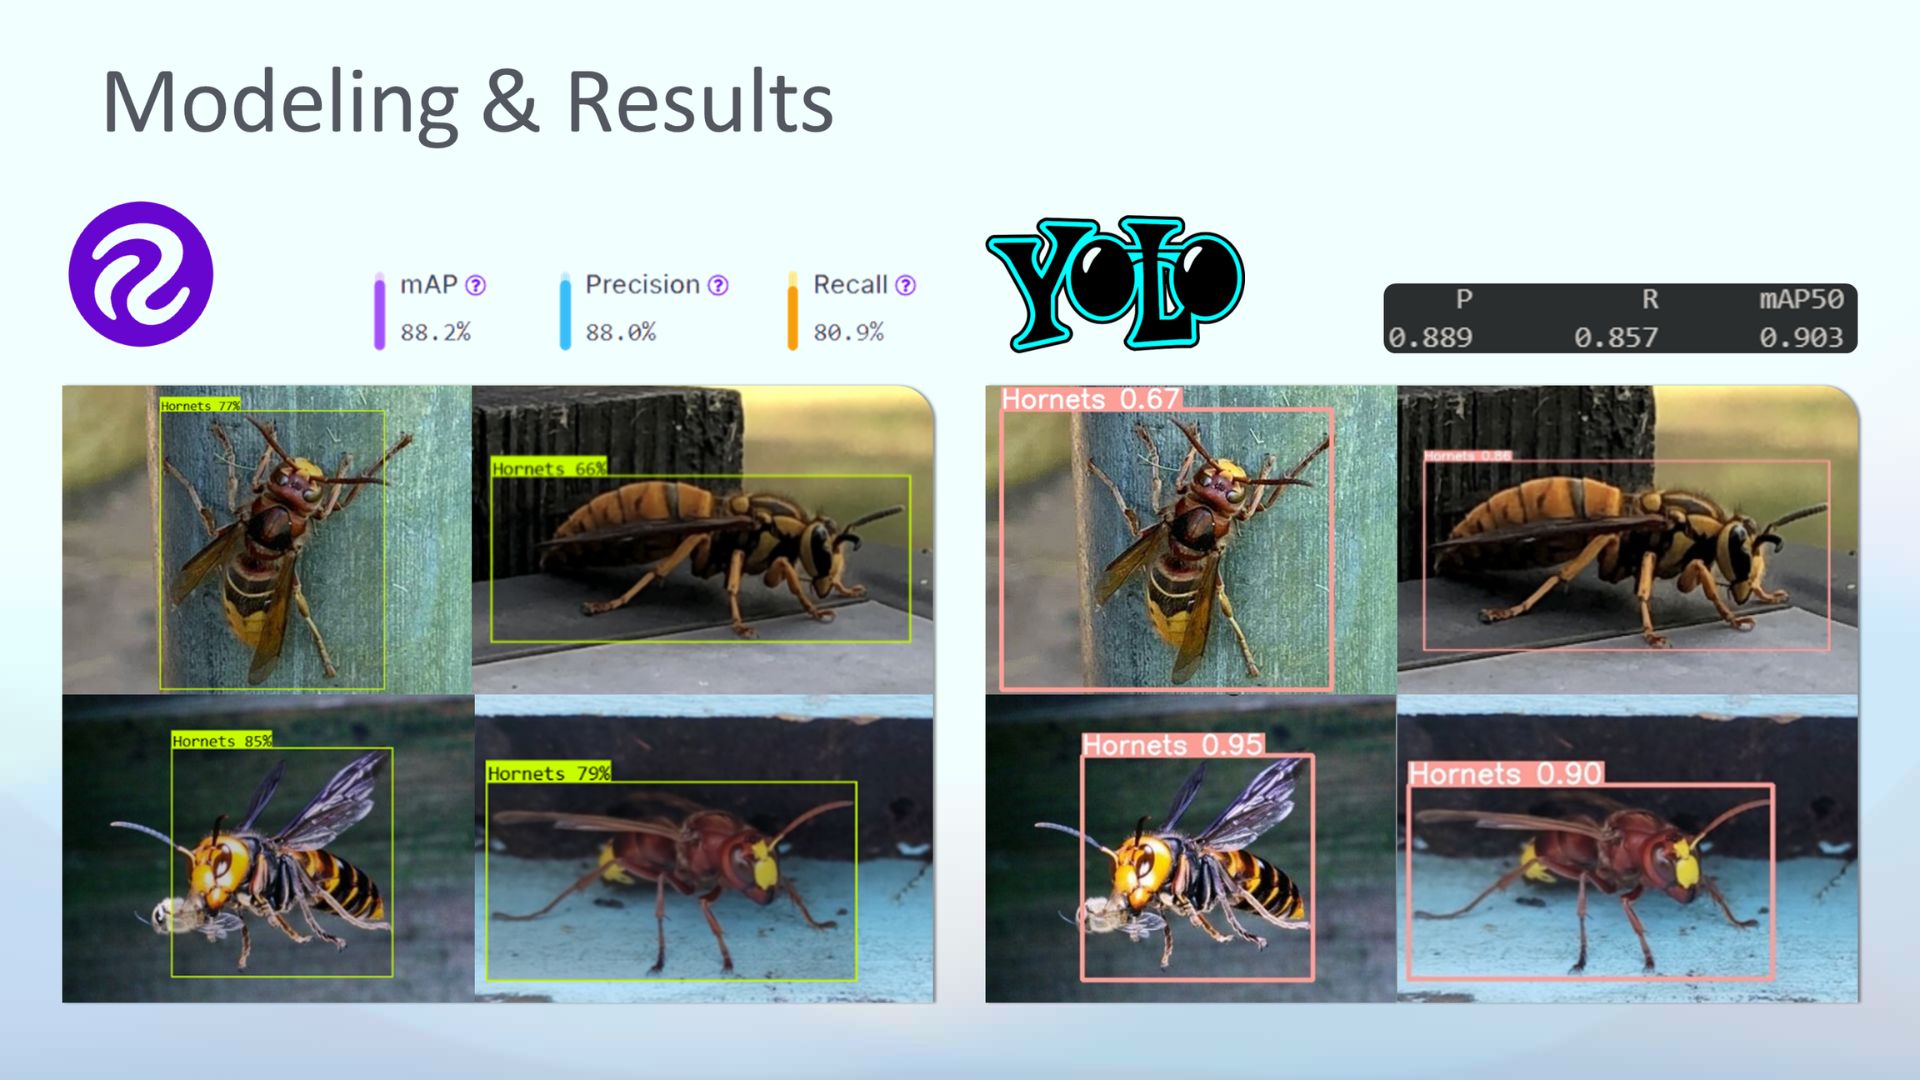 Modeling & Results
mAP ? Precision ? Recall ?
88.2% 88.0% 80.9%
YOLO
P R mAP50
0.889 0.857 0.903
Hornets 77%
Hornets 66%
Hornets 85%
Hornets 79%
Hornets 0.67
Hornets 0.86
Hornets 0.95
Hornets 0.90